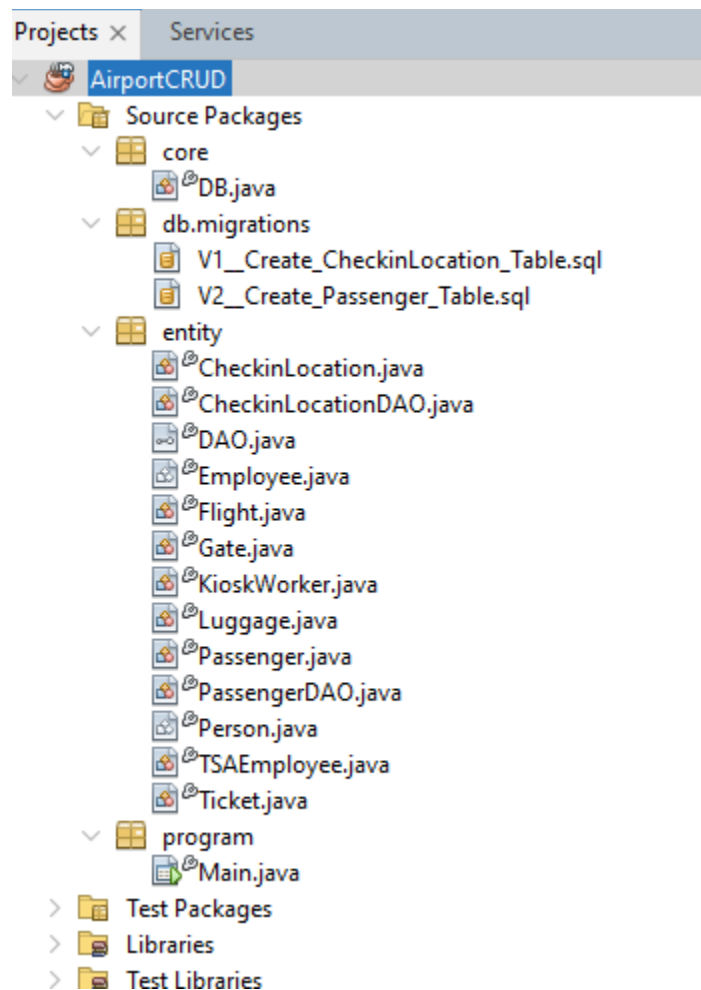 Projects Services
AirportCRUD
Source Packages
core
DB.java
db.migrations
V1__Create_CheckinLocation_Table.sql
V2__Create_Passenger_Table.sql
entity
CheckinLocation.java
CheckinLocationDAO.java
DAO.java
Employee.java
Flight.java
Gate.java
KioskWorker.java
Luggage.java
Passenger.java
PassengerDAO.java
Person.java
TSAEmployee.java
Ticket.java
program
Main.java
Test Packages
Libraries
Test Libraries